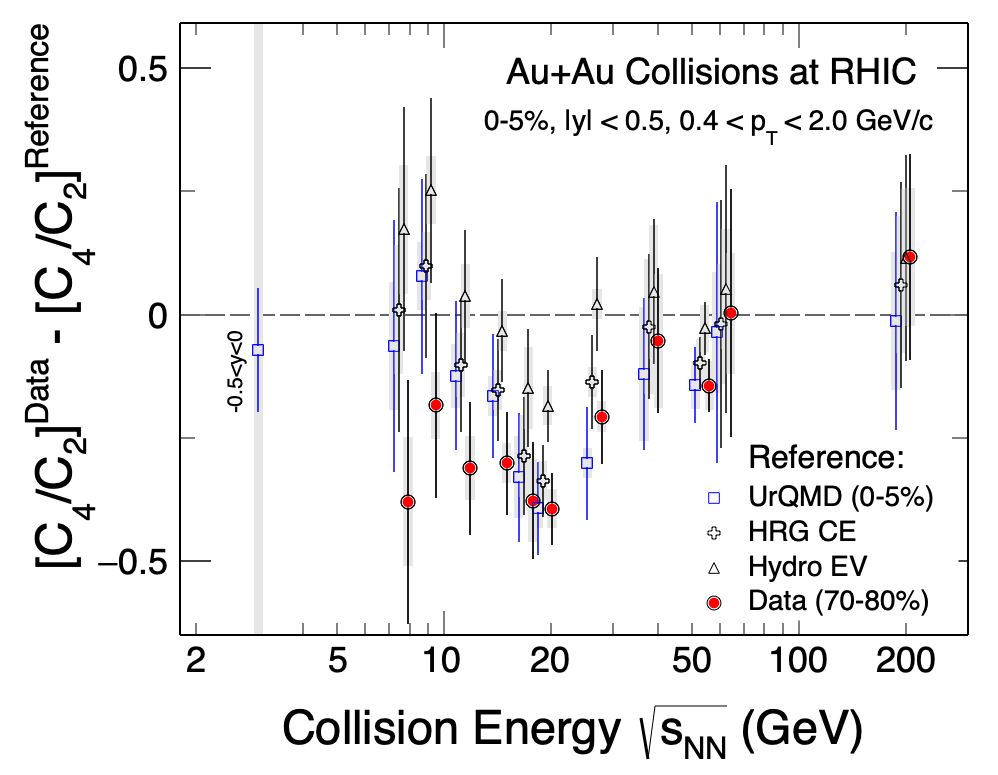 [C4/C2]Data - [C4/C2]Reference
0.5
0
−0.5
Au+Au Collisions at RHIC
0-5%, |y| < 0.5, 0.4 < pT < 2.0 GeV/c
-0.5<y<0
Reference:
UrQMD (0-5%)
HRG CE
Hydro EV
Data (70-80%)
2 5 10 20 50 100 200
Collision Energy √sNN (GeV)